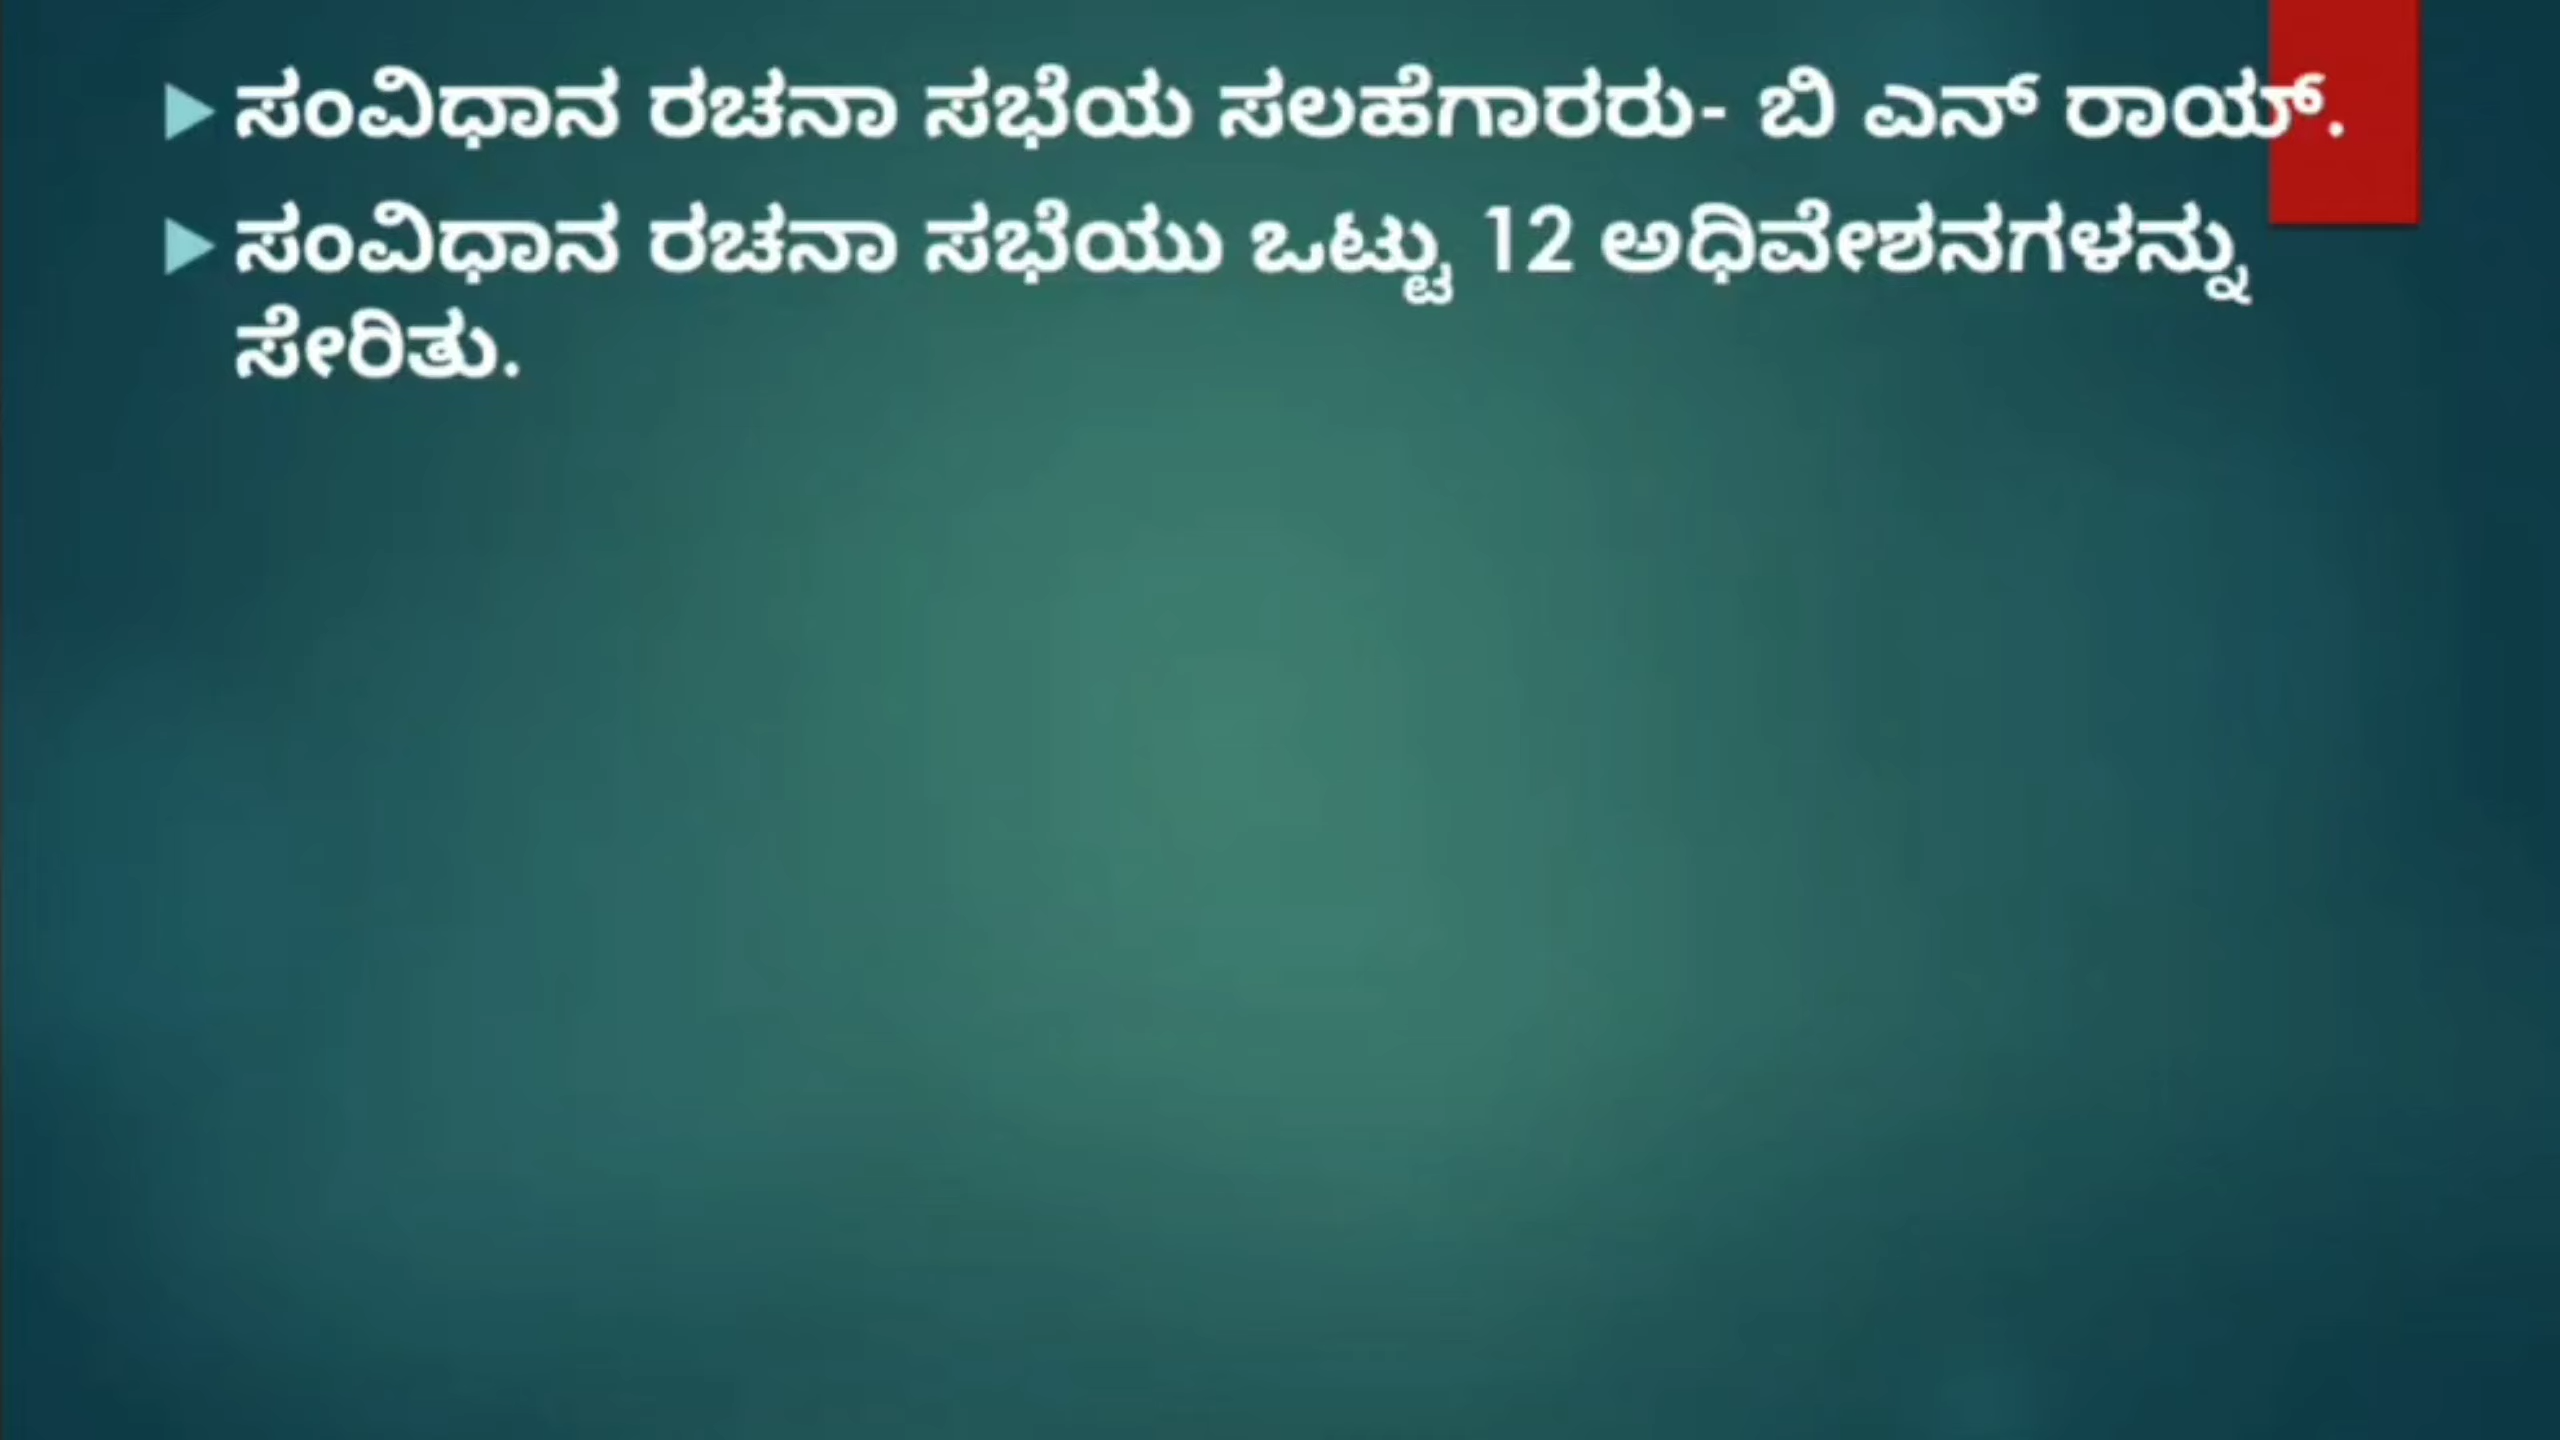 ಸಂವಿಧಾನ ರಚನಾ ಸಭೆಯ ಸಲಹೆಗಾರರು- ಬಿ ಎನ್ ರಾಯ್.
ಸಂವಿಧಾನ ರಚನಾ ಸಭೆಯು ಒಟ್ಟು 12 ಅಧಿವೇಶನಗಳನ್ನು
ಸೇರಿತು.